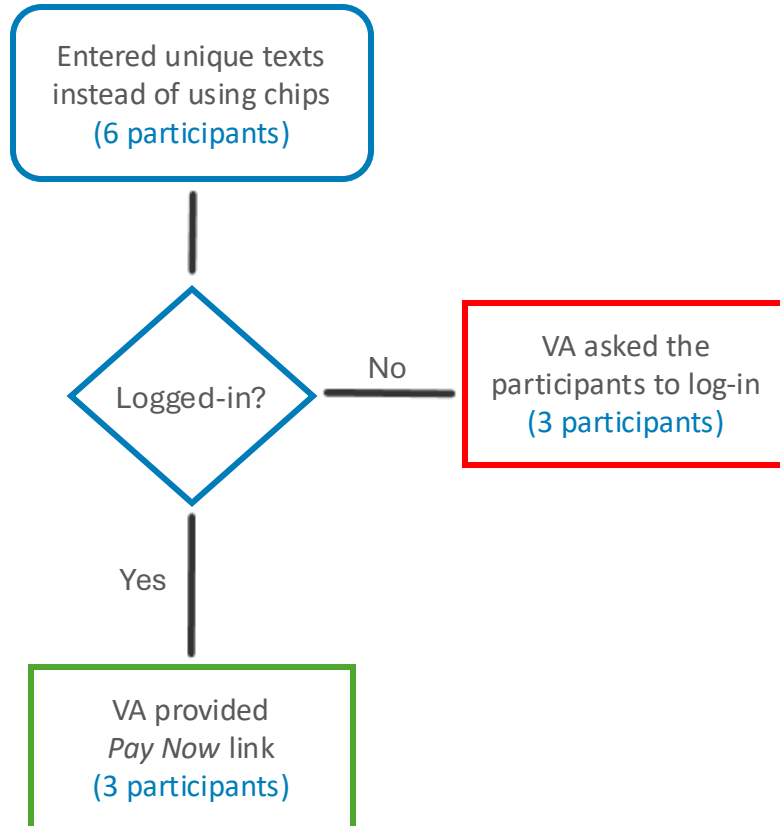 Entered unique texts
instead of using chips
(6 participants)
Logged-in?
No
VA asked the
participants to log-in
(3 participants)
Yes
VA provided
Pay Now link
(3 participants)